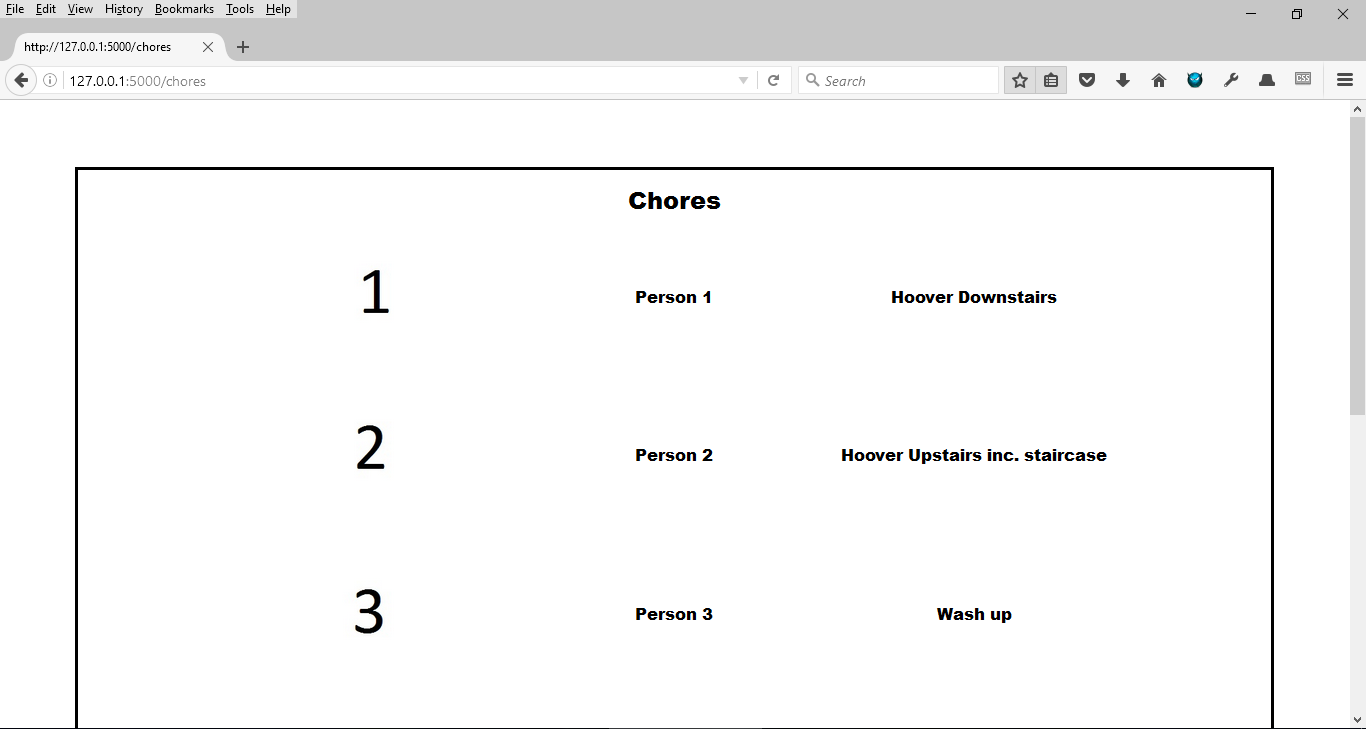 File Edit View History Bookmarks Tools Help
http://127.0.0.1:5000/chores
127.0.0.1:5000/chores Search CSS
Chores
1 Person 1 Hoover Downstairs
2 Person 2 Hoover Upstairs inc. staircase
3 Person 3 Wash up